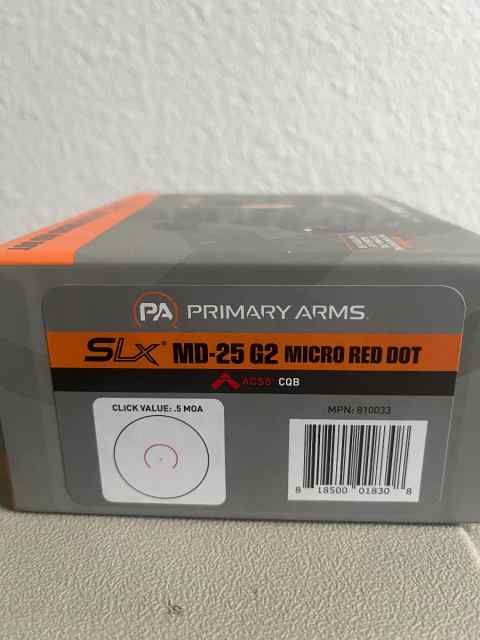 PA PRIMARY ARMS
SLX MD-25 G2 MICRO RED DOT
ACSS CQB
CLICK VALUE: .5 MOA
MPN: 810033
8 18500 01830 8